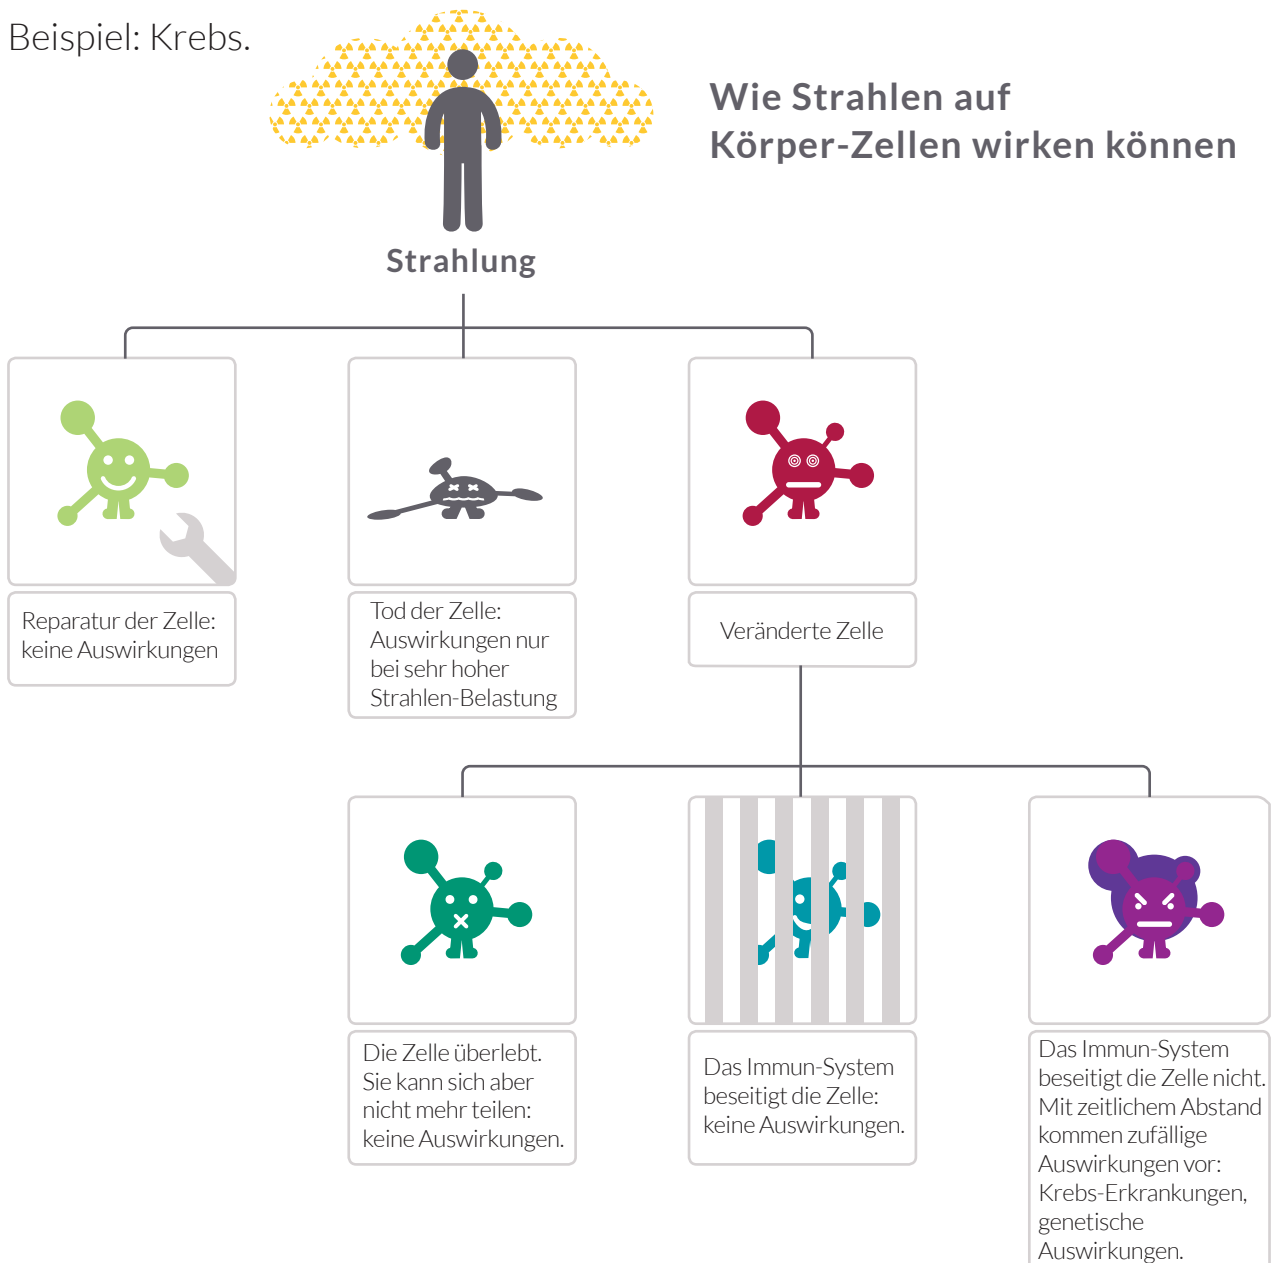 Beispiel: Krebs.
Wie Strahlen auf
Körper-Zellen wirken können
Strahlung
Reparatur der Zelle:
keine Auswirkungen
Tod der Zelle:
Auswirkungen nur
bei sehr hoher
Strahlen-Belastung
Veränderte Zelle
Die Zelle überlebt.
Sie kann sich aber
nicht mehr teilen:
keine Auswirkungen.
Das Immun-System
beseitigt die Zelle:
keine Auswirkungen.
Das Immun-System
beseitigt die Zelle nicht.
Mit zeitlichem Abstand
kommen zufällige
Auswirkungen vor:
Krebs-Erkrankungen,
genetische
Auswirkungen.